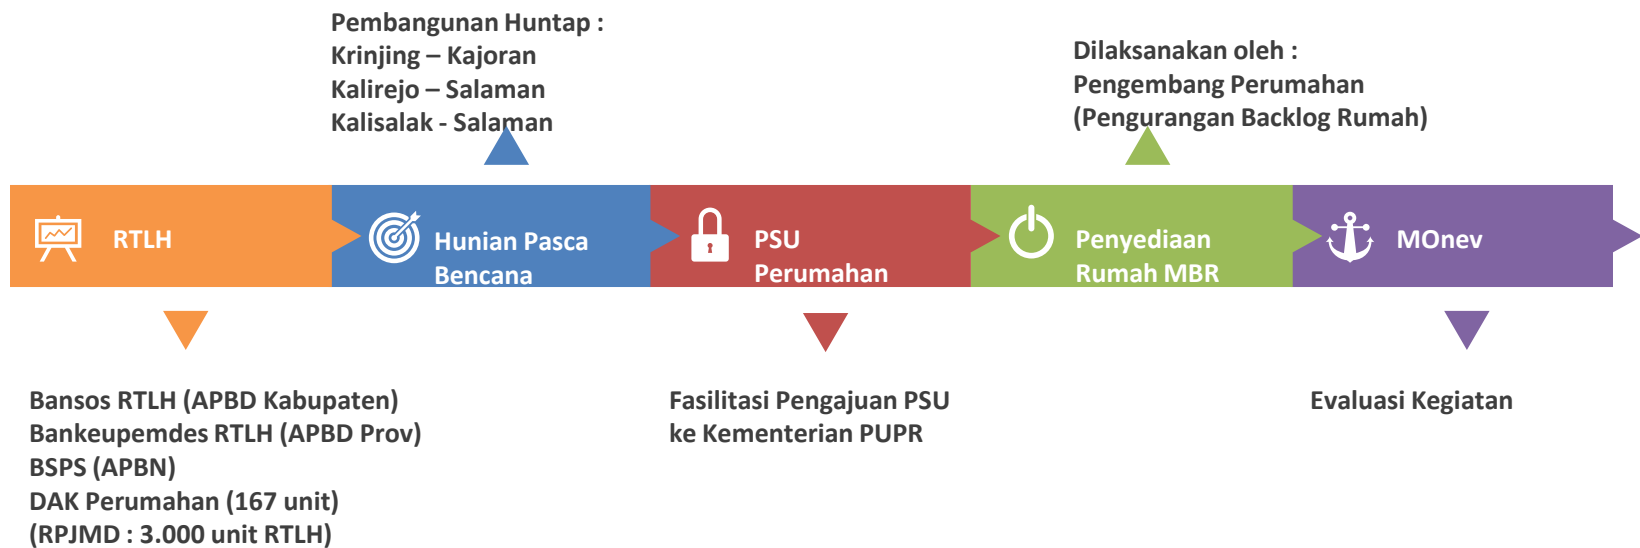 Pembangunan Huntap :
Krinjing – Kajoran
Kalirejo – Salaman
Kalisalak - Salaman
Dilaksanakan oleh :
Pengembang Perumahan
(Pengurangan Backlog Rumah)
RTLH
Hunian Pasca
Bencana
PSU
Perumahan
Penyediaan
Rumah MBR
MOnev
Bansos RTLH (APBD Kabupaten)
Bankeupemdes RTLH (APBD Prov)
BSPS (APBN)
DAK Perumahan (167 unit)
(RPJMD : 3.000 unit RTLH)
Fasilitasi Pengajuan PSU
ke Kementerian PUPR
Evaluasi Kegiatan